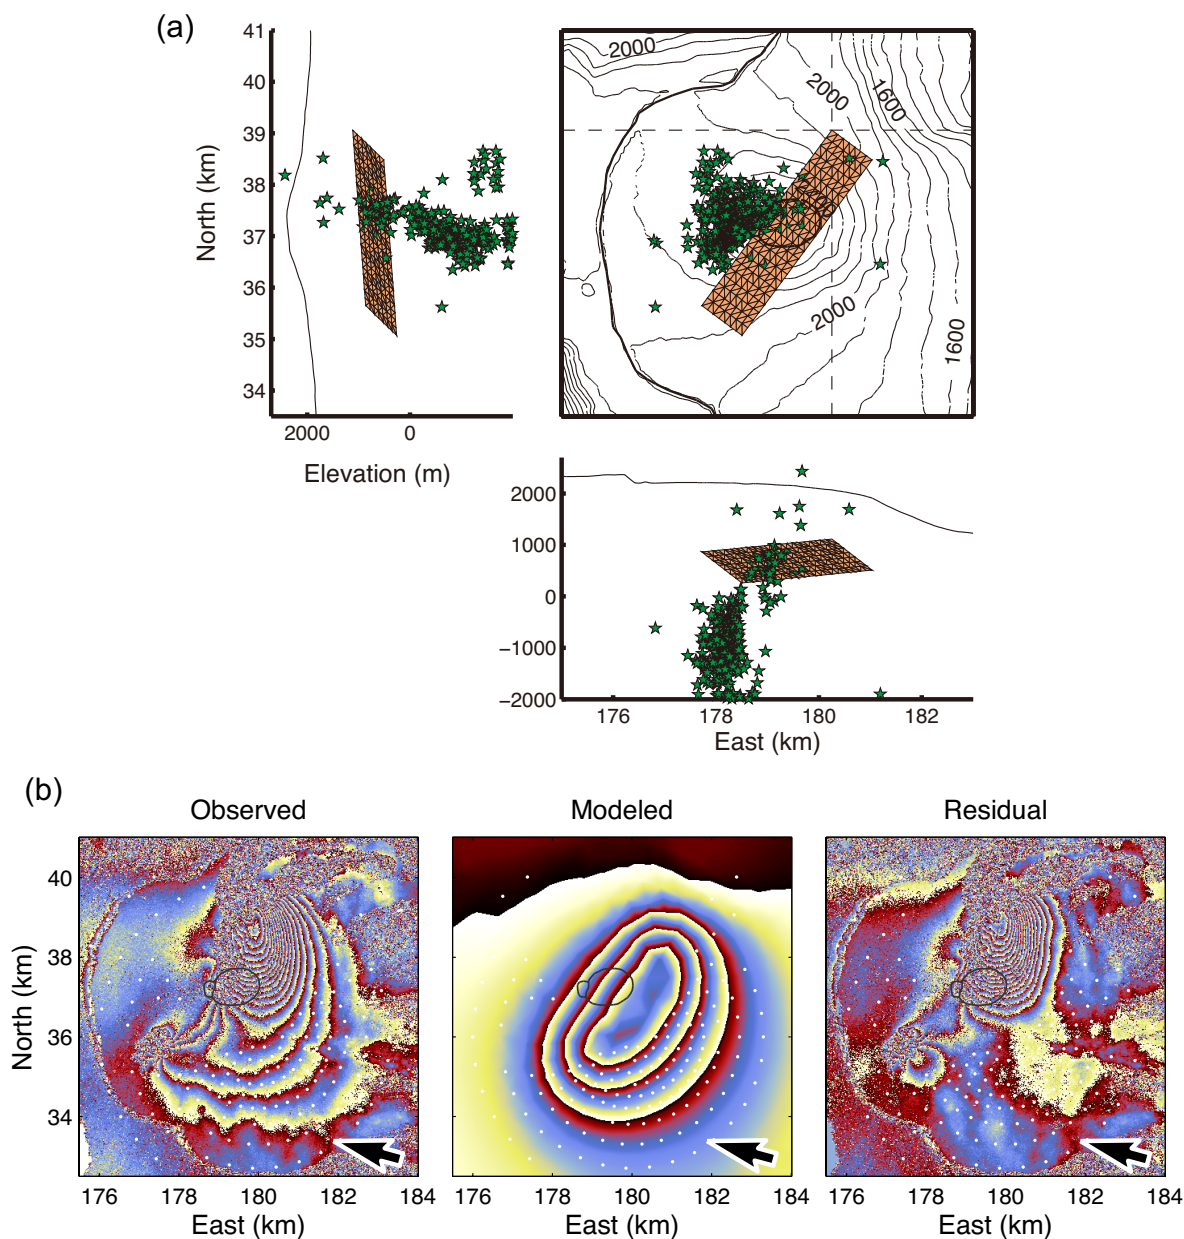 (a)
41
40
39
38
37
36
35
34
North (km)
2000 0
Elevation (m)
2000
2000
1600
2000
1600
2000
1000
0
−1000
−2000
176 178 180 182
East (km)
(b)
Observed Modeled Residual
40
38
36
34
North (km)
176 178 180 182 184
176 178 180 182 184
176 178 180 182 184
East (km) East (km) East (km)